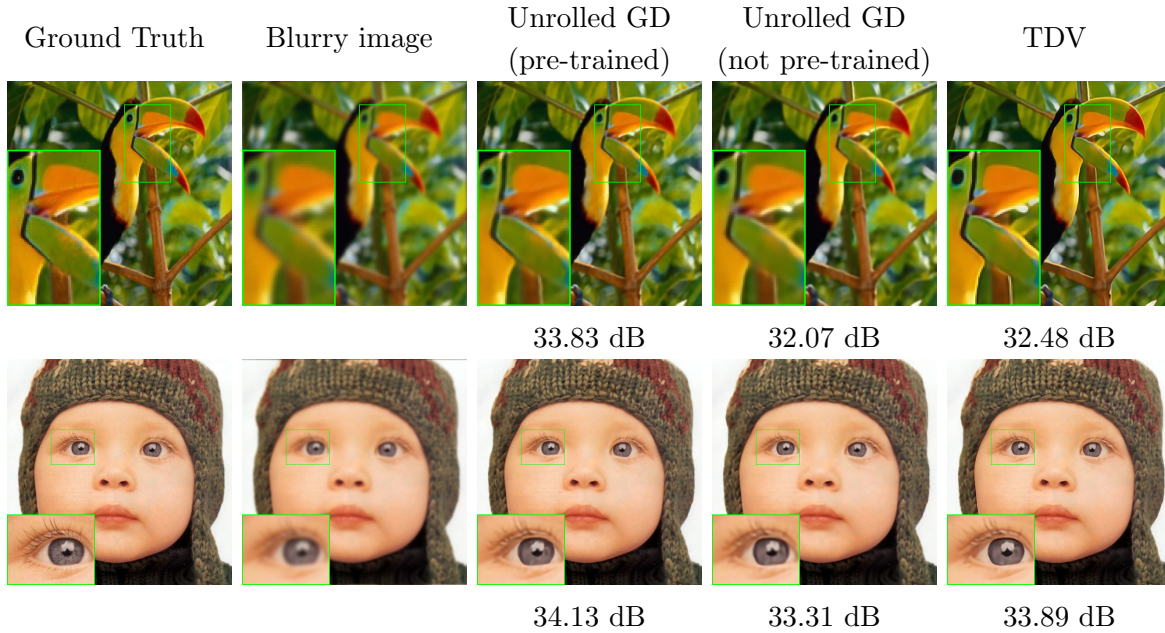 Ground Truth
Blurry image
Unrolled GD
(pre-trained)
Unrolled GD
(not pre-trained)
TDV
33.83 dB
32.07 dB
32.48 dB
34.13 dB
33.31 dB
33.89 dB